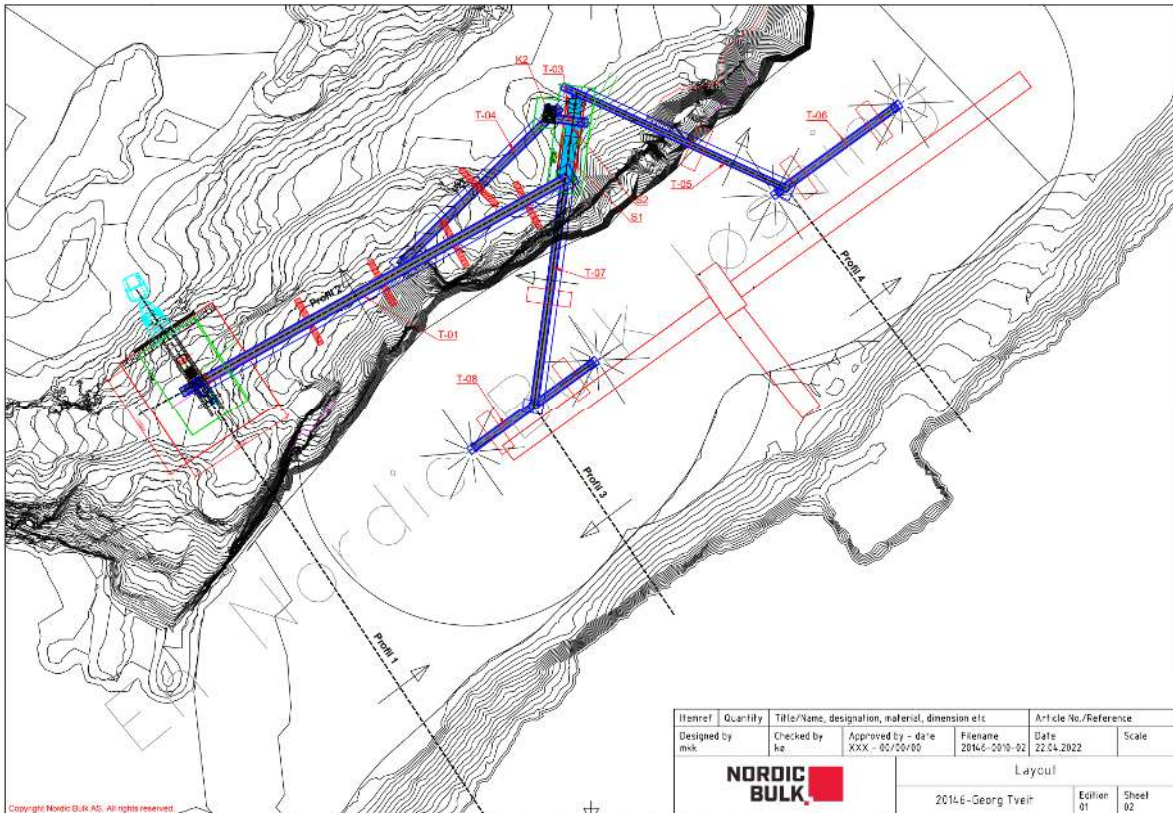 K2
T-03
T-04
T-06
T-05
S2
S1
Profil 4
T-07
Profil 2
T-01
T-08
Profil 3
Profil 1
Itemref Quantity Title/Name, designation, material, dimension etc Article No./Reference
Designed by Checked by Approved by - date Filename Date Scale
mkk kø XXX - 00/00/00 20146-0010-02 22.04.2022
NORDIC
BULK
Layout
20146-Georg Tveit
Edition Sheet
01 02
Copyright Nordic Bulk AS. All rights reserved.